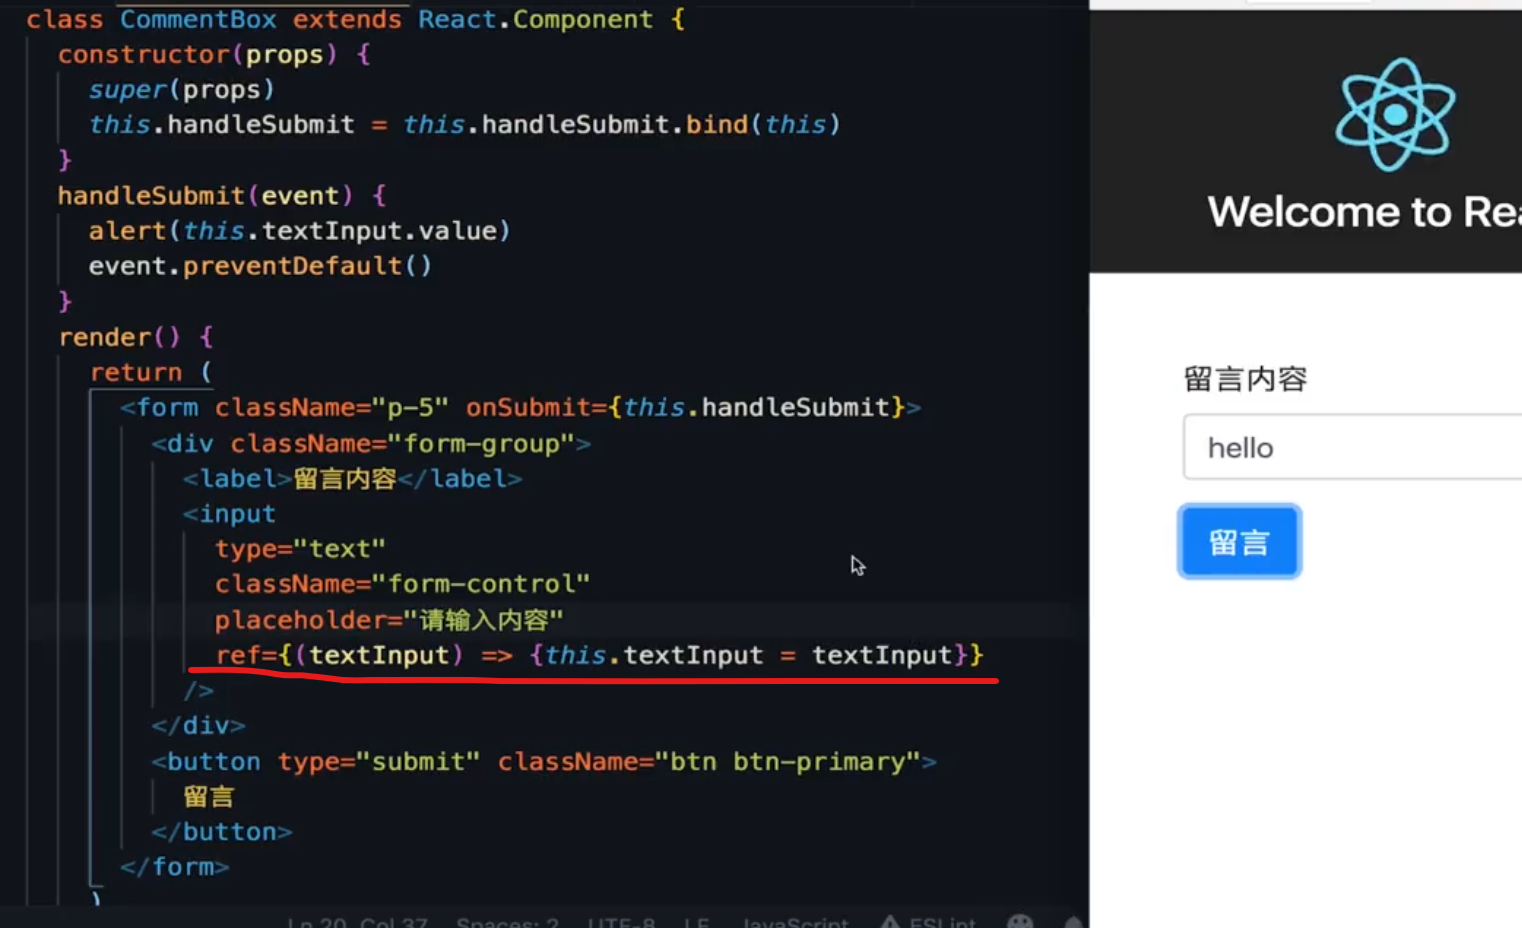 class CommentBox extends React.Component {
constructor(props) {
super(props)
this.handleSubmit = this.handleSubmit.bind(this)
}
handleSubmit(event) {
alert(this.textInput.value)
event.preventDefault()
}
render() {
return (
<form className="p-5" onSubmit={this.handleSubmit}>
<div className="form-group">
<label>留言内容</label>
<input
type="text"
className="form-control"
placeholder="请输入内容"
ref={(textInput) => {this.textInput = textInput}}
/>
</div>
<button type="submit" className="btn btn-primary">
留言
</button>
</form>
)
Ln 20, Col 37 Spaces: 2 UTF-8 LF JavaScript ESLint
Welcome to Rea
留言内容
hello
留言